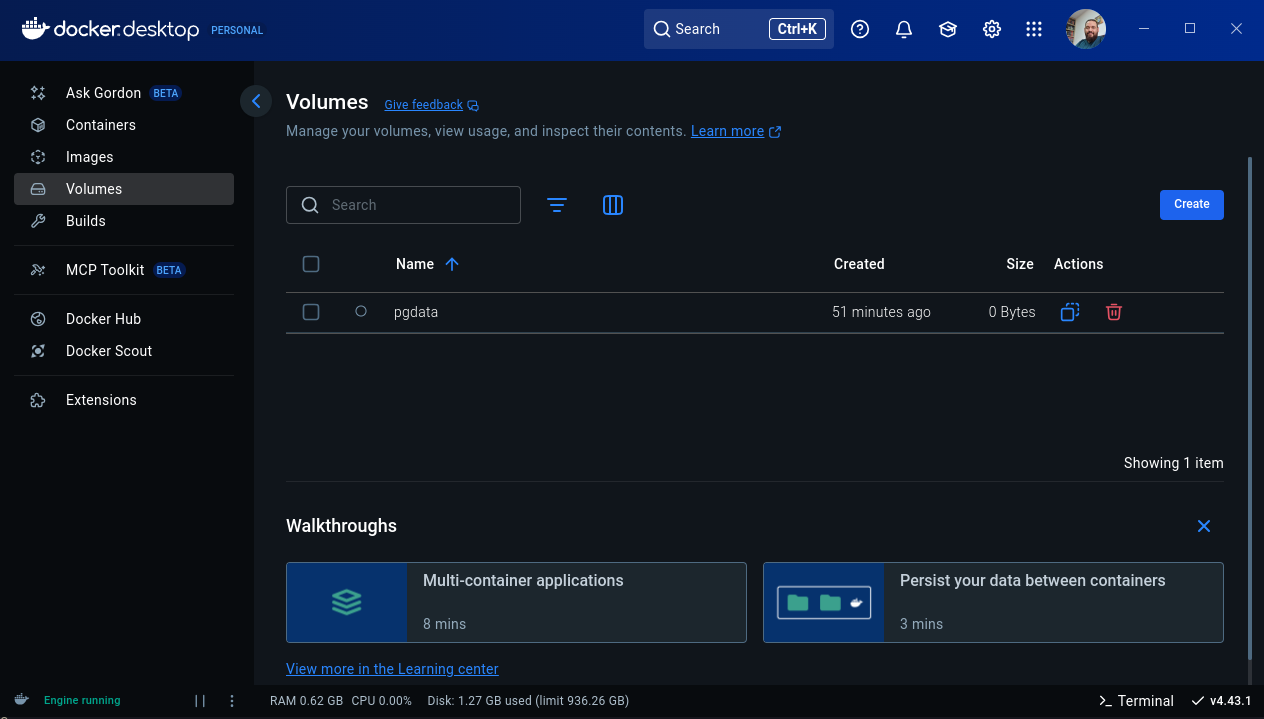 docker.desktop PERSONAL
Search Ctrl+K
Ask Gordon BETA
Containers
Images
Volumes
Builds
MCP Toolkit BETA
Docker Hub
Docker Scout
Extensions
Volumes Give feedback
Manage your volumes, view usage, and inspect their contents. Learn more
Search
Create
Name Created Size Actions
pgdata 51 minutes ago 0 Bytes
Showing 1 item
Walkthroughs
Multi-container applications
8 mins
Persist your data between containers
3 mins
View more in the Learning center
Engine running
RAM 0.62 GB CPU 0.00% Disk: 1.27 GB used (limit 936.26 GB)
Terminal v4.43.1